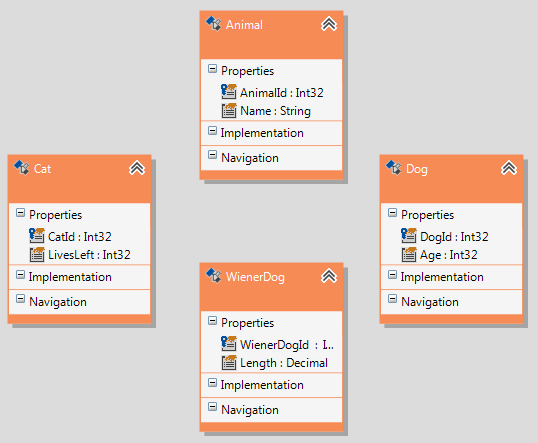 Animal
Properties
AnimalId : Int32
Name : String
Implementation
Navigation
Cat
Properties
CatId : Int32
LivesLeft : Int32
Implementation
Navigation
Dog
Properties
DogId : Int32
Age : Int32
Implementation
Navigation
WienerDog
Properties
WienerDogId : I...
Length : Decimal
Implementation
Navigation